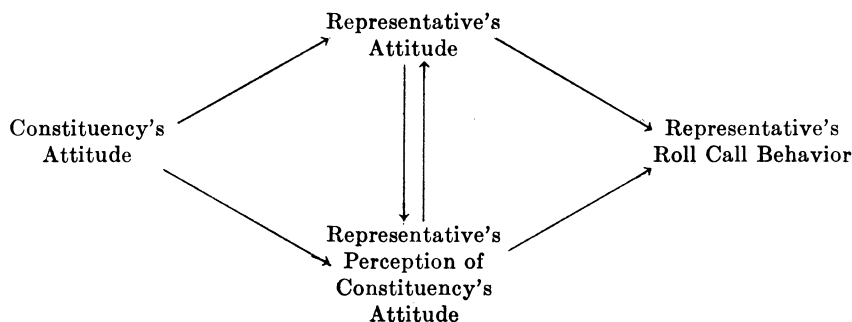 Representative's
Attitude
Constituency's
Attitude
Representative's
Roll Call Behavior
Representative's
Perception of
Constituency's
Attitude